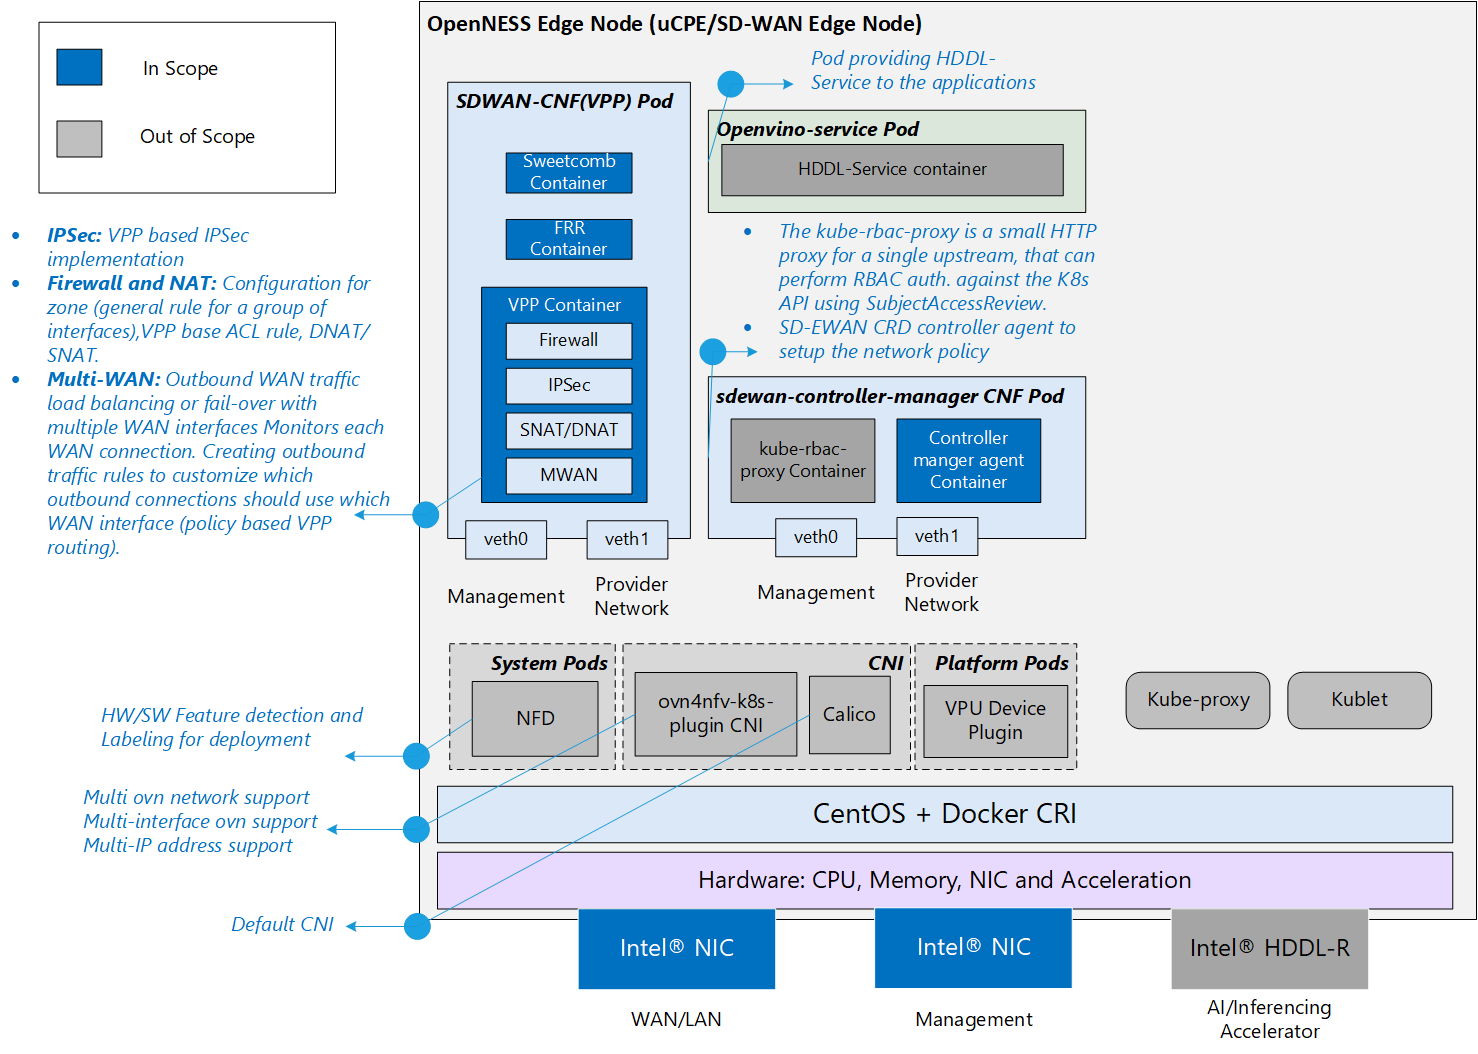 OpenNESS Edge Node (uCPE/SD-WAN Edge Node)
In Scope
Out of Scope
• IPSec: VPP based IPSec
implementation
• Firewall and NAT: Configuration for
zone (general rule for a group of
interfaces),VPP base ACL rule, DNAT/
SNAT.
• Multi-WAN: Outbound WAN traffic
load balancing or fail-over with
multiple WAN interfaces Monitors each
WAN connection. Creating outbound
traffic rules to customize which
outbound connections should use which
WAN interface (policy based VPP
routing).
SDWAN-CNF(VPP) Pod
Sweetcomb
Container
FRR
Container
VPP Container
Firewall
IPSec
SNAT/DNAT
MWAN
veth0
veth1
Management
Provider
Network
Pod providing HDDL-
Service to the applications
Openvino-service Pod
HDDL-Service container
• The kube-rbac-proxy is a small HTTP
proxy for a single upstream, that can
perform RBAC auth. against the K8s
API using SubjectAccessReview.
• SD-EWAN CRD controller agent to
setup the network policy
sdewan-controller-manager CNF Pod
kube-rbac-
proxy Container
Controller
manger agent
Container
veth0
veth1
Management
Provider
Network
System Pods
NFD
CNI
ovn4nfv-k8s-
plugin CNI
Calico
Platform Pods
VPU Device
Plugin
Kube-proxy
Kublet
HW/SW Feature detection and
Labeling for deployment
Multi ovn network support
Multi-interface ovn support
Multi-IP address support
Default CNI
CentOS + Docker CRI
Hardware: CPU, Memory, NIC and Acceleration
Intel® NIC
Intel® NIC
Intel® HDDL-R
WAN/LAN
Management
AI/Inferencing
Accelerator